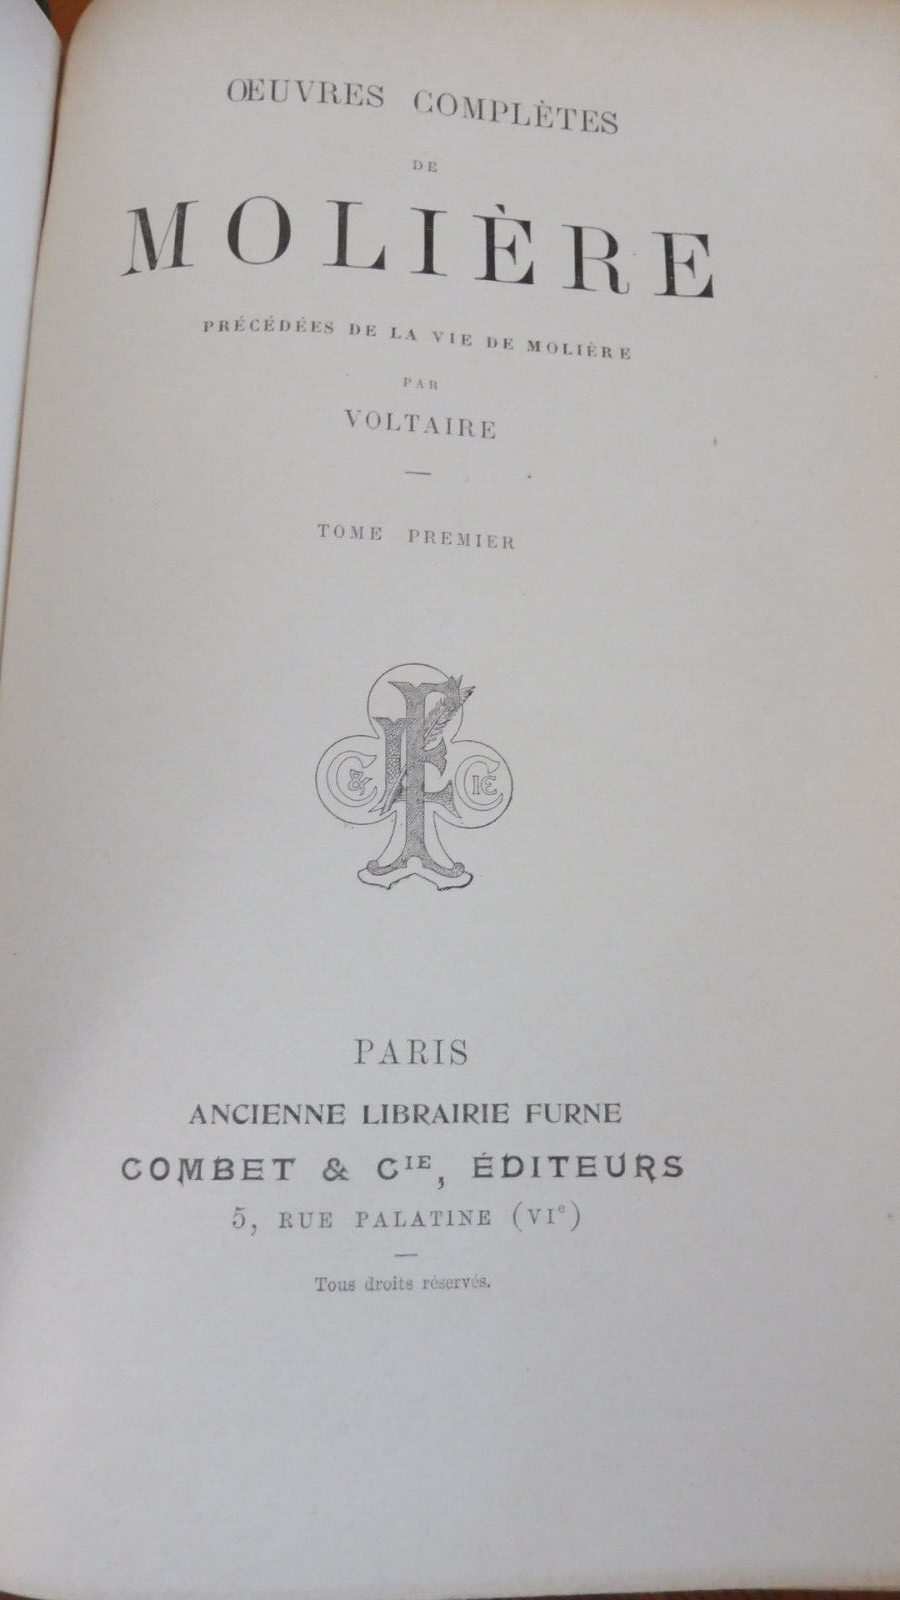 ŒUVRES COMPLÈTES
DE
MOLIÈRE
PRÉCÉDÉES DE LA VIE DE MOLIÈRE
PAR
VOLTAIRE
TOME PREMIER
F
& C IE
PARIS
ANCIENNE LIBRAIRIE FURNE
COMBET & CIE, ÉDITEURS
5, RUE PALATINE (VIe)
Tous droits réservés.